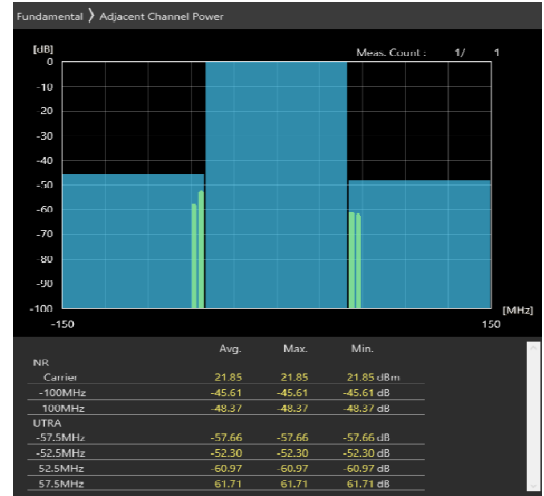 Fundamental ❯ Adjacent Channel Power
[dB]
Meas. Count : 1/ 1
0
-10
-20
-30
-40
-50
-60
-70
-80
-90
-100
[MHz]
-150 150
Avg. Max. Min.
NR
Carrier 21.85 21.85 21.85 dBm
-100MHz -45.61 -45.61 -45.61 dB
100MHz -48.37 -48.37 -48.37 dB
UTRA
-57.5MHz -57.66 -57.66 -57.66 dB
-52.5MHz -52.30 -52.30 -52.30 dB
52.5MHz -60.97 -60.97 -60.97 dB
57.5MHz 61.71 61.71 61.71 dB